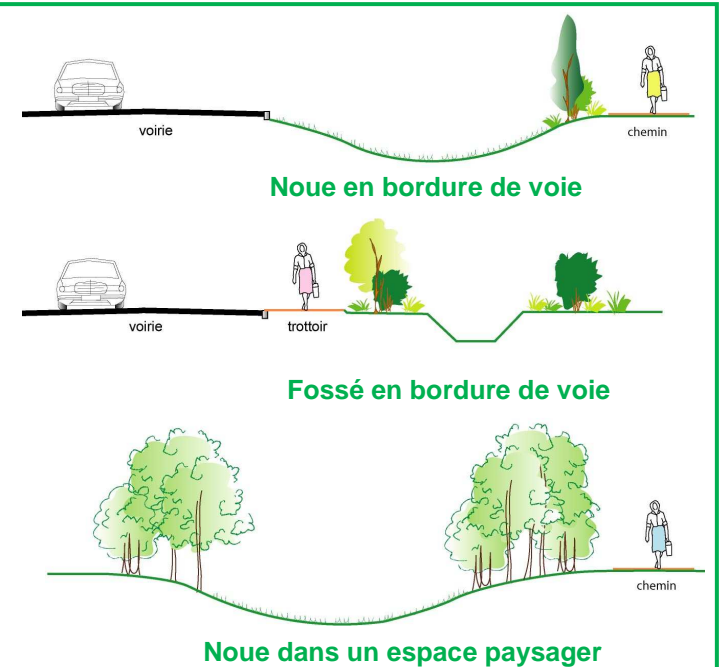 voirie
chemin
Noue en bordure de voie
voirie
trottoir
Fossé en bordure de voie
chemin
Noue dans un espace paysager